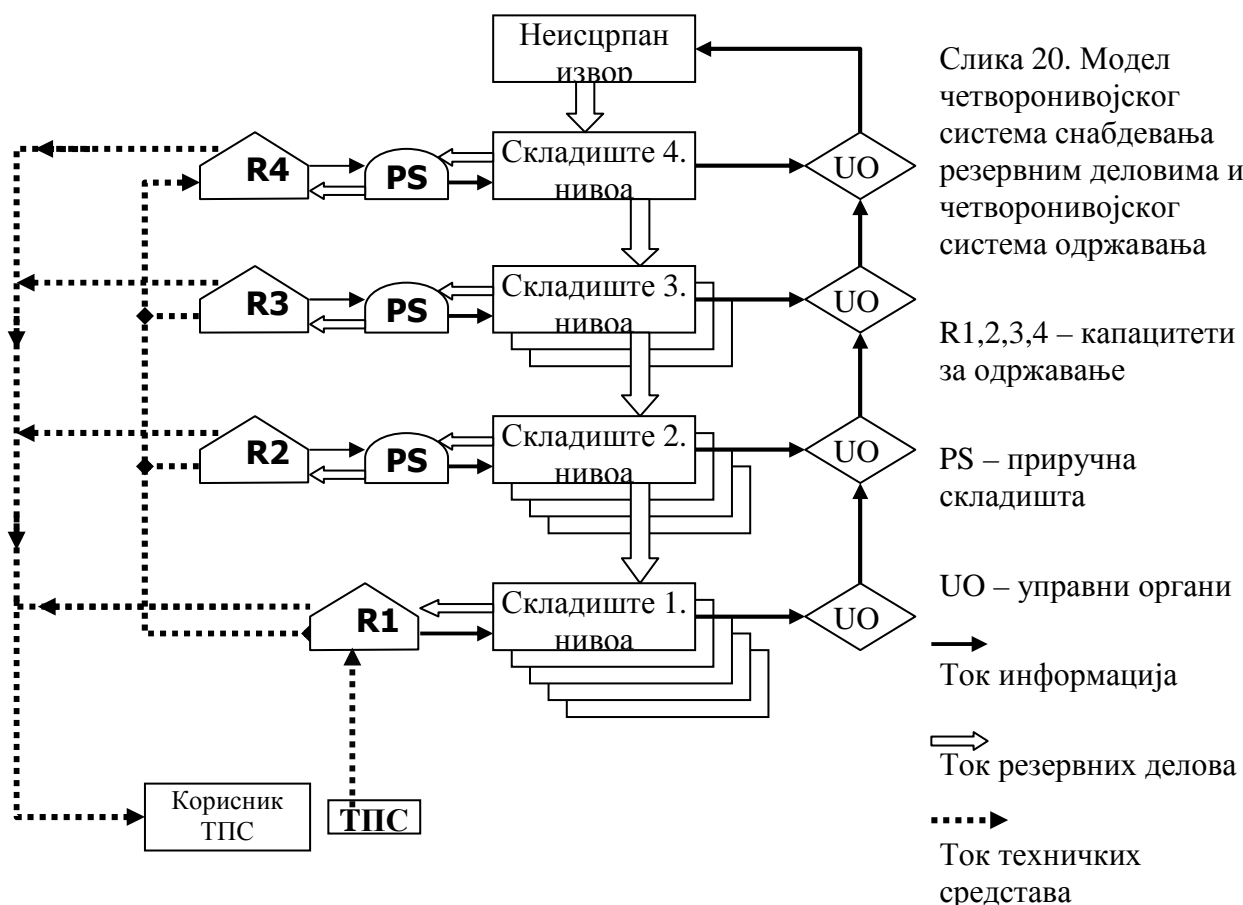 Неисцрпан
извор
Складиште 4.
нивоа
R4
PS
UO
Складиште 3.
нивоа
R3
PS
UO
Складиште 2.
нивоа
R2
PS
UO
Складиште 1.
нивоа
R1
UO
Корисник
ТПС
ТПС
Слика 20. Модел
четворонивојског
система снабдевања
резервним деловима и
четворонивојског
система одржавања
R1,2,3,4 – капацитети
за одржавање
PS – приручна
складишта
UO – управни органи
Ток информација
Ток резервних делова
Ток техничких
средстава